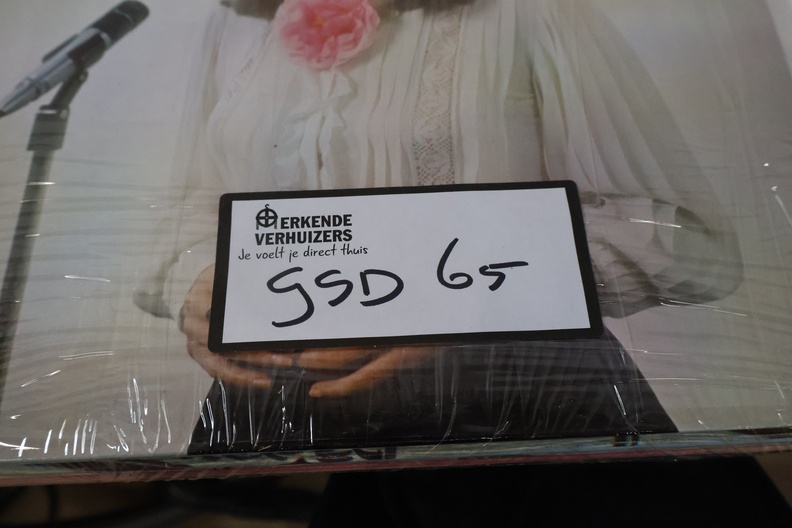 ERKENDE
VERHUIZERS
Je voelt je direct thuis
GSD 65